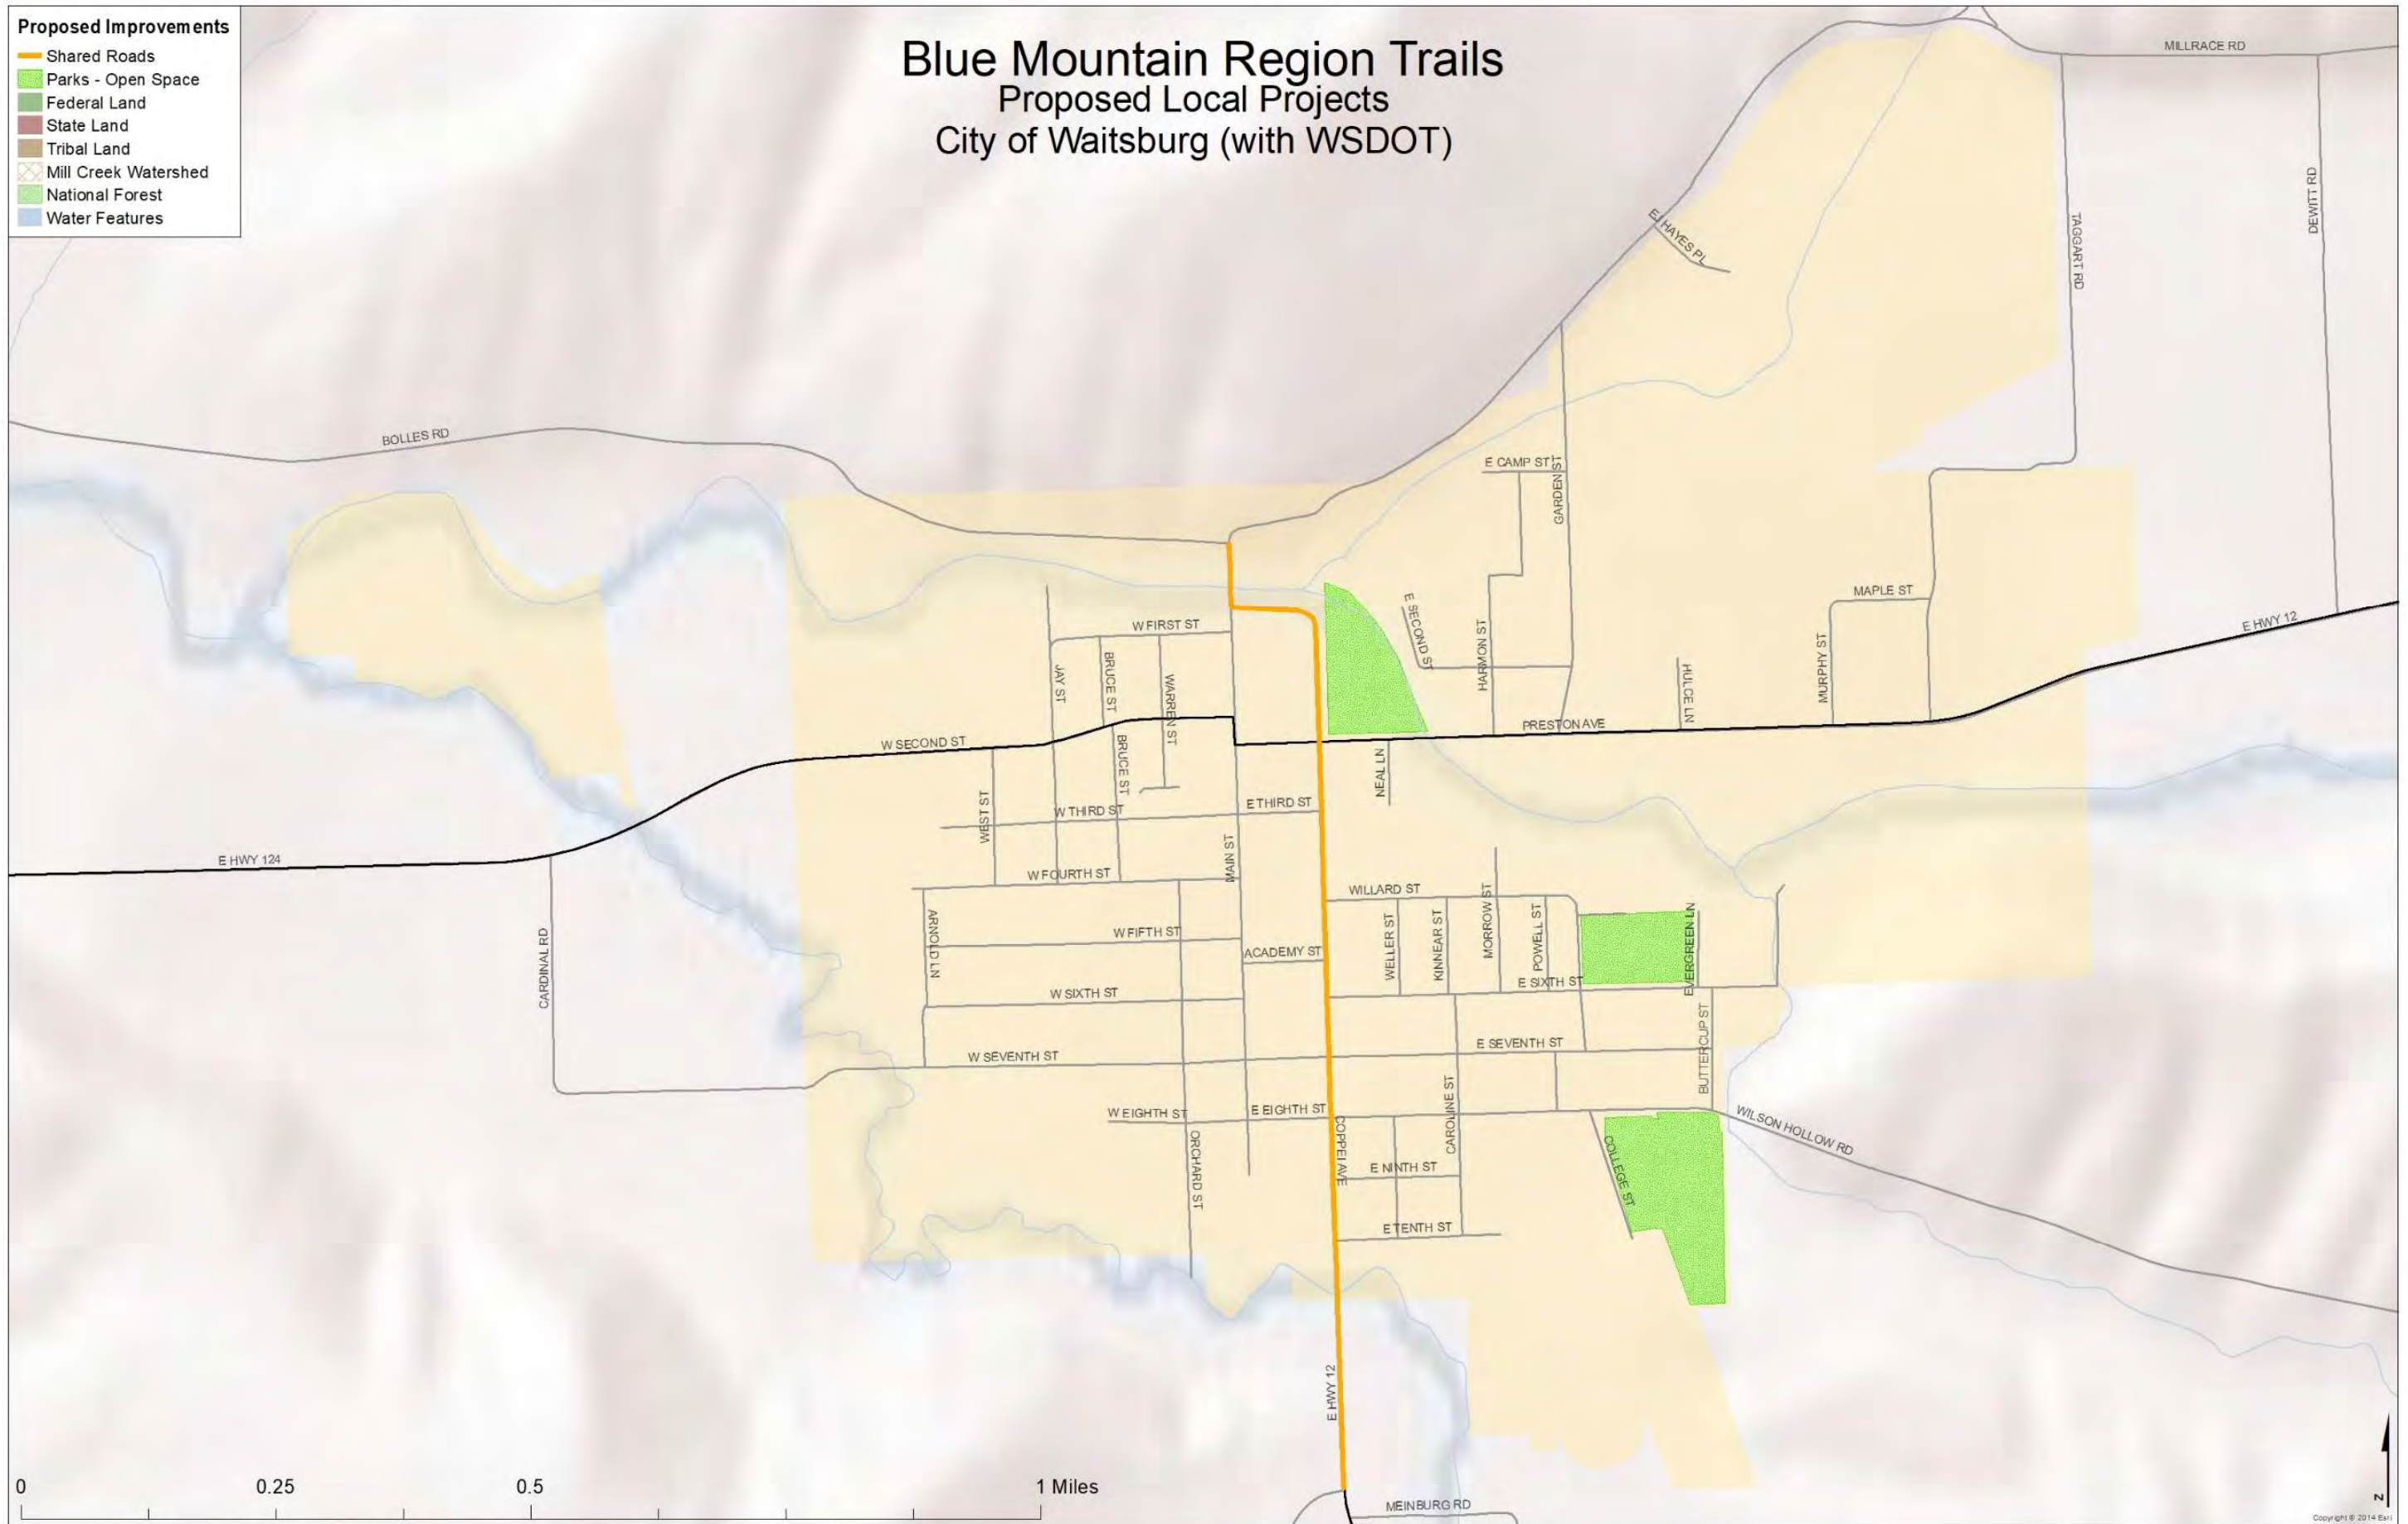 Proposed Improvements
Shared Roads
Parks - Open Space
Federal Land
State Land
Tribal Land
Mill Creek Watershed
National Forest
Water Features
Blue Mountain Region Trails
Proposed Local Projects
City of Waitsburg (with WSDOT)
MILLRACE RD
DEWITT RD
TAGGART RD
EJ HAYES PL
BOLLES RD
E CAMP ST
GARDEN ST
MAPLE ST
E SECOND ST
HARMON ST
W FIRST ST
E HWY 12
MURPHY ST
HULCE LN
JAY ST
BRUCE ST
WARREN ST
PRESTON AVE
W SECOND ST
BRUCE ST
NEAL LN
WEST ST
W THIRD ST
E THIRD ST
MAIN ST
E HWY 124
W FOURTH ST
WILLARD ST
ARNOLD LN
W FIFTH ST
ACADEMY ST
WELLER ST
KINNEAR ST
MORROW ST
POWELL ST
EVERGREEN LN
CARDINAL RD
W SIXTH ST
E SIXTH ST
W SEVENTH ST
E SEVENTH ST
BUTTERCUP ST
W EIGHTH ST
E EIGHTH ST
COPPEI AVE
CAROLINE ST
WILSON HOLLOW RD
ORCHARD ST
E NINTH ST
COLLEGE ST
E TENTH ST
E HWY 12
MEINBURG RD
0
0.25
0.5
1 Miles
N
Copyright © 2014 Esri